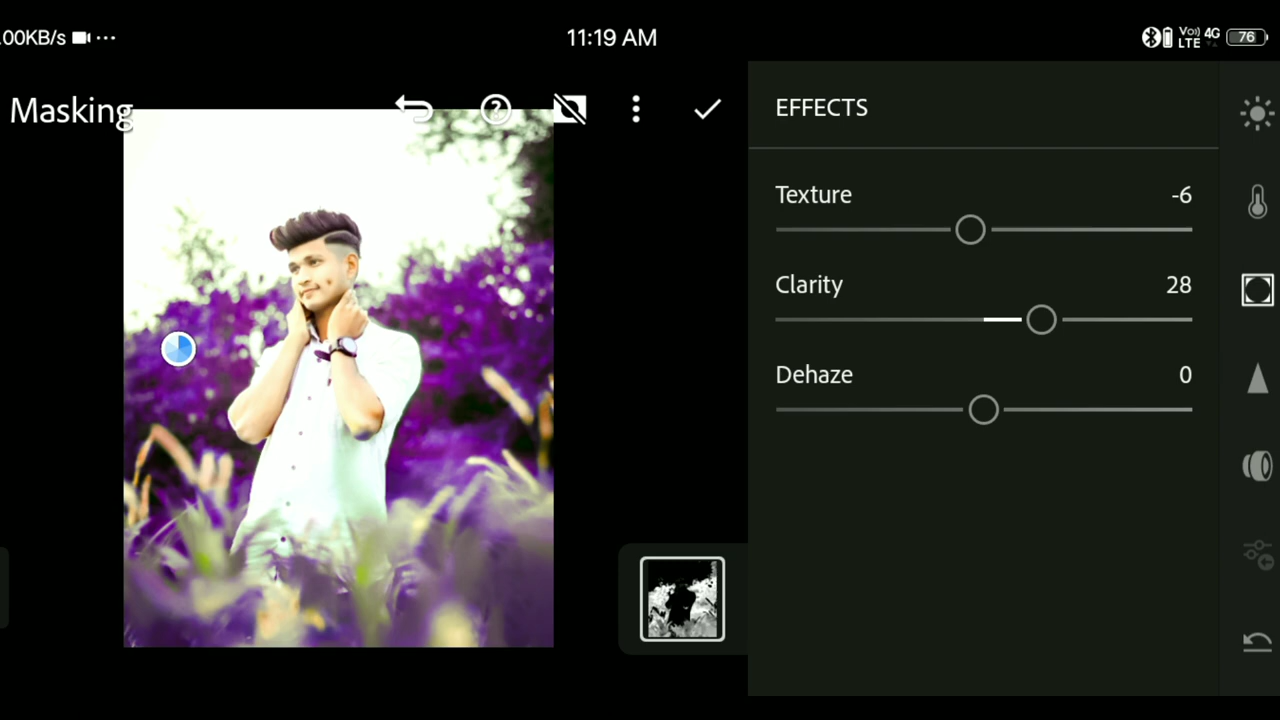 .00KB/s ...
11:19 AM
Vo)) LTE 4G 76
Masking
EFFECTS
Texture -6
Clarity 28
Dehaze 0